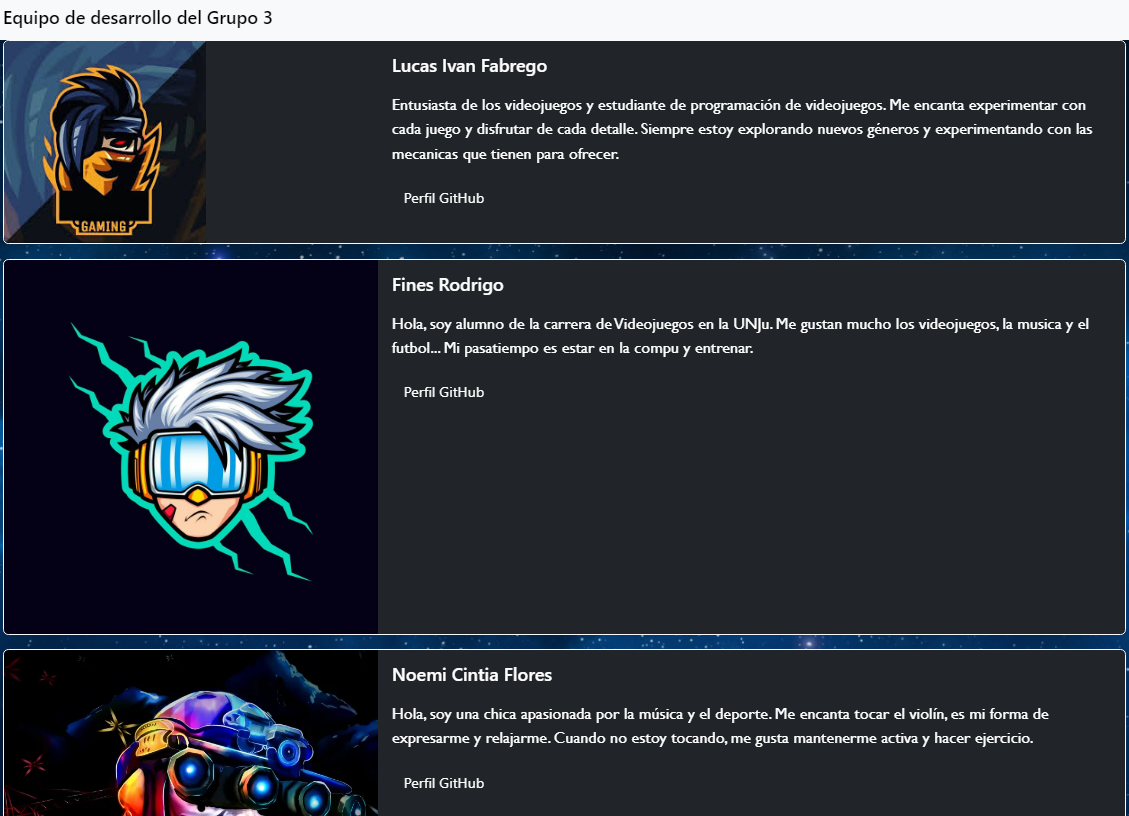 Equipo de desarrollo del Grupo 3
Lucas Ivan Fabrego
Entusiasta de los videojuegos y estudiante de programación de videojuegos. Me encanta experimentar con
cada juego y disfrutar de cada detalle. Siempre estoy explorando nuevos géneros y experimentando con las
mecanicas que tienen para ofrecer.
Perfil GitHub
GAMING
Fines Rodrigo
Hola, soy alumno de la carrera de Videojuegos en la UNJu. Me gustan mucho los videojuegos, la musica y el
futbol... Mi pasatiempo es estar en la compu y entrenar.
Perfil GitHub
Noemi Cintia Flores
Hola, soy una chica apasionada por la música y el deporte. Me encanta tocar el violín, es mi forma de
expresarme y relajarme. Cuando no estoy tocando, me gusta mantenerme activa y hacer ejercicio.
Perfil GitHub